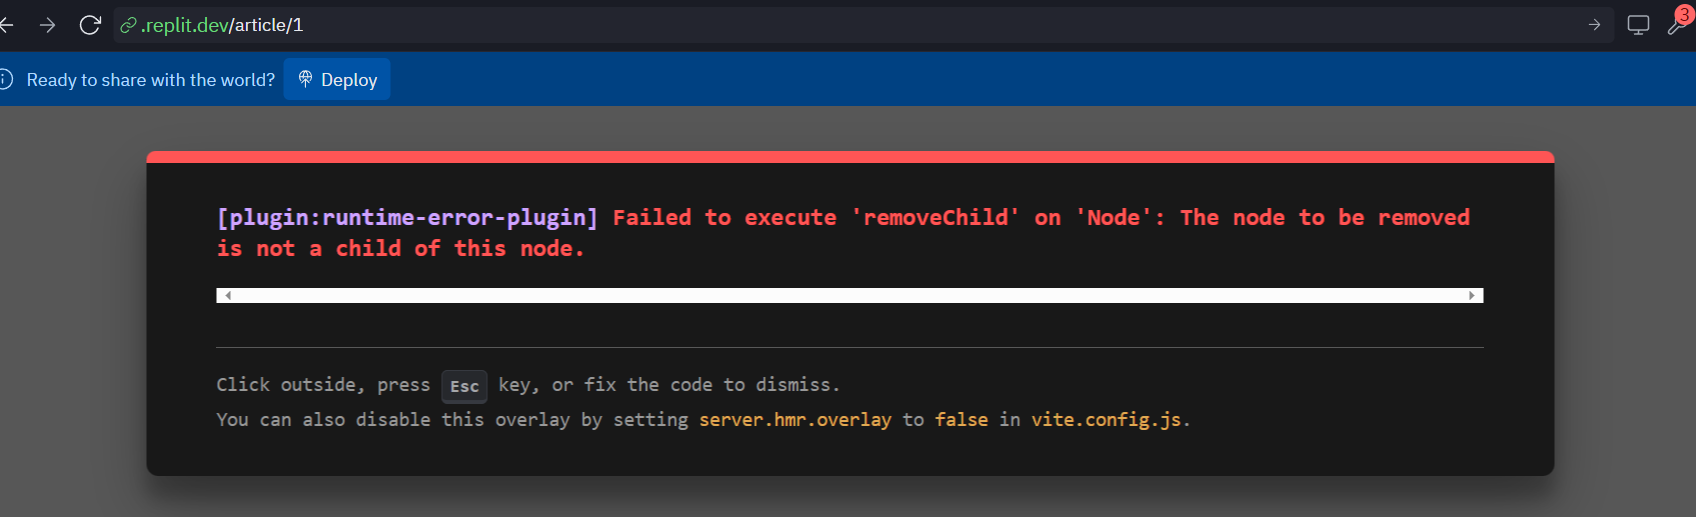 .replit.dev/article/1
3
Ready to share with the world? Deploy
[plugin:runtime-error-plugin] Failed to execute 'removeChild' on 'Node': The node to be removed
is not a child of this node.
Click outside, press Esc key, or fix the code to dismiss.
You can also disable this overlay by setting server.hmr.overlay to false in vite.config.js.